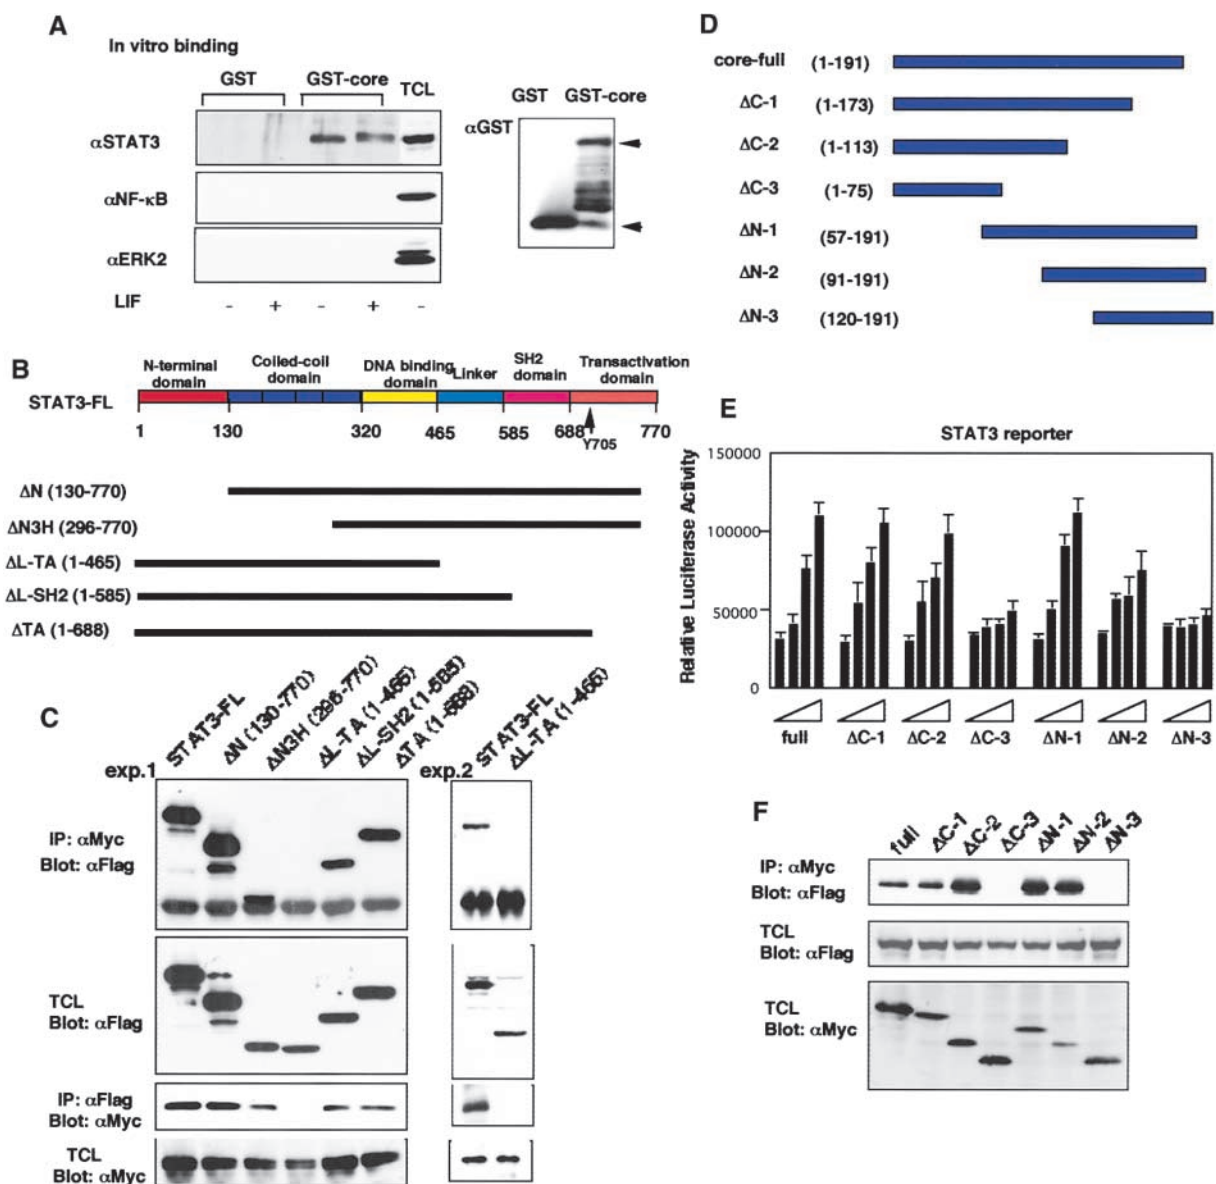 A
In vitro binding
GST GST-core TCL
αSTAT3
αNF-κB
αERK2
LIF - + - + -
GST GST-core
αGST
B
N-terminal domain
Coiled-coil domain
DNA binding domain
Linker
SH2 domain
Transactivation domain
STAT3-FL
1 130 320 465 585 688 770
Y705
ΔN (130-770)
ΔN3H (296-770)
ΔL-TA (1-465)
ΔL-SH2 (1-585)
ΔTA (1-688)
C
exp.1
STAT3-FL
ΔN (130-770)
ΔN3H (296-770)
ΔL-TA (1-465)
ΔL-SH2 (1-585)
ΔTA (1-688)
exp.2
STAT3-FL
ΔL-TA (1-465)
IP: αMyc
Blot: αFlag
TCL
Blot: αFlag
IP: αFlag
Blot: αMyc
TCL
Blot: αMyc
D
core-full (1-191)
ΔC-1 (1-173)
ΔC-2 (1-113)
ΔC-3 (1-75)
ΔN-1 (57-191)
ΔN-2 (91-191)
ΔN-3 (120-191)
E
STAT3 reporter
Relative Luciferase Activity
150000
100000
50000
0
full ΔC-1 ΔC-2 ΔC-3 ΔN-1 ΔN-2 ΔN-3
F
full ΔC-1 ΔC-2 ΔC-3 ΔN-1 ΔN-2 ΔN-3
IP: αMyc
Blot: αFlag
TCL
Blot: αFlag
TCL
Blot: αMyc